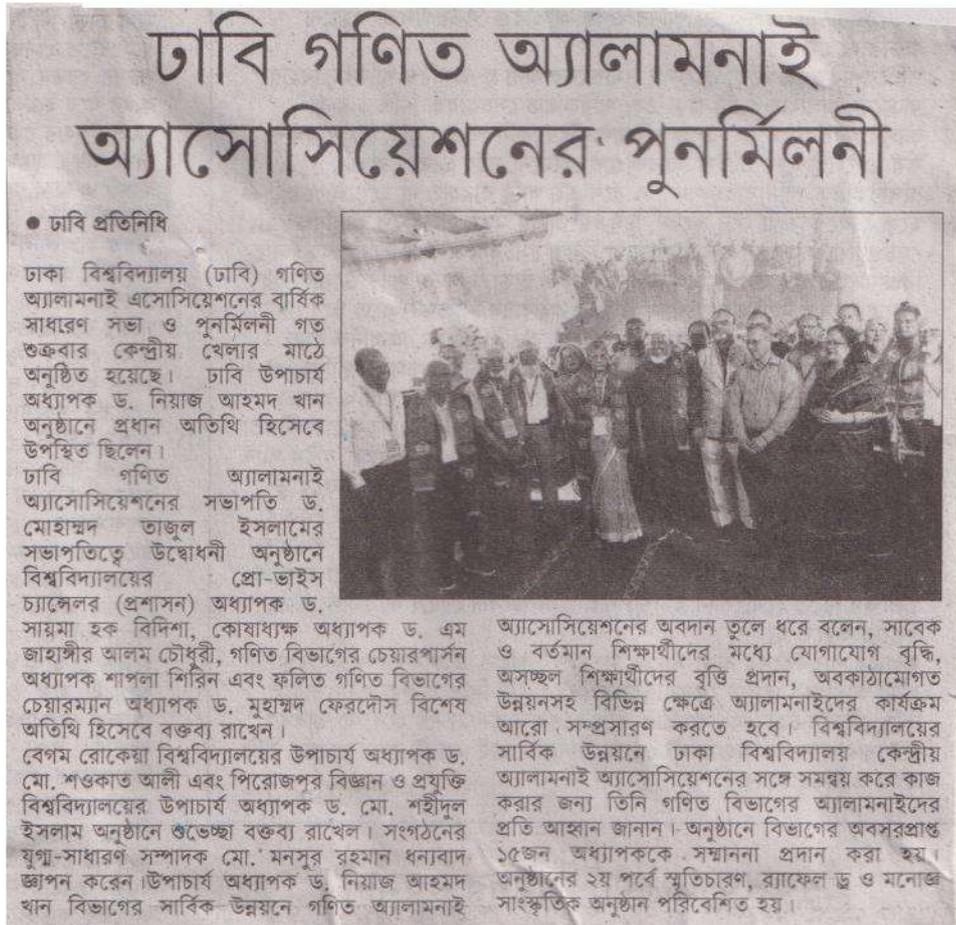 ঢাবি গণিত অ্যালামনাই
অ্যাসোসিয়েশনের পুনর্মিলনী
● ঢাবি প্রতিনিধি
ঢাকা বিশ্ববিদ্যালয় (ঢাবি) গণিত
অ্যালামনাই এসোসিয়েশনের বার্ষিক
সাধারণ সভা ও পুনর্মিলনী গত
শুক্রবার কেন্দ্রীয় খেলার মাঠে
অনুষ্ঠিত হয়েছে। ঢাবি উপাচার্য
অধ্যাপক ড. নিয়াজ আহমদ খান
অনুষ্ঠানে প্রধান অতিথি হিসেবে
উপস্থিত ছিলেন।
ঢাবি গণিত অ্যালামনাই
অ্যাসোসিয়েশনের সভাপতি ড.
মোহাম্মদ তাজুল ইসলামের
সভাপতিত্বে উদ্বোধনী অনুষ্ঠানে
বিশ্ববিদ্যালয়ের প্রো-ভাইস
চ্যান্সেলর (প্রশাসন) অধ্যাপক ড.
সায়মা হক বিদিশা, কোষাধ্যক্ষ অধ্যাপক ড. এম
জাহাঙ্গীর আলম চৌধুরী, গণিত বিভাগের চেয়ারপার্সন
অধ্যাপক শাপলা শিরিন এবং ফলিত গণিত বিভাগের
চেয়ারম্যান অধ্যাপক ড. মুহাম্মদ ফেরদৌস বিশেষ
অতিথি হিসেবে বক্তব্য রাখেন।
বেগম রোকেয়া বিশ্ববিদ্যালয়ের উপাচার্য অধ্যাপক ড.
মো. শওকাত আলী এবং পিরোজপুর বিজ্ঞান ও প্রযুক্তি
বিশ্ববিদ্যালয়ের উপাচার্য অধ্যাপক ড. মো. শহীদুল
ইসলাম অনুষ্ঠানে শুভেচ্ছা বক্তব্য রাখেল। সংগঠনের
যুগ্ম-সাধারণ সম্পাদক মো. মনসুর রহমান ধন্যবাদ
জ্ঞাপন করেন।উপাচার্য অধ্যাপক ড. নিয়াজ আহমদ
খান বিভাগের সার্বিক উন্নয়নে গণিত অ্যালামনাই
অ্যাসোসিয়েশনের অবদান তুলে ধরে বলেন, সাবেক
ও বর্তমান শিক্ষার্থীদের মধ্যে যোগাযোগ বৃদ্ধি,
অসচ্ছল শিক্ষার্থীদের বৃত্তি প্রদান, অবকাঠামোগত
উন্নয়নসহ বিভিন্ন ক্ষেত্রে অ্যালামনাইদের কার্যক্রম
আরো সম্প্রসারণ করতে হবে। বিশ্ববিদ্যালয়ের
সার্বিক উন্নয়নে ঢাকা বিশ্ববিদ্যালয় কেন্দ্রীয়
অ্যালামনাই অ্যাসোসিয়েশনের সঙ্গে সমন্বয় করে কাজ
করার জন্য তিনি গণিত বিভাগের অ্যালামনাইদের
প্রতি আহ্বান জানান। অনুষ্ঠানে বিভাগের অবসরপ্রাপ্ত
১৫জন অধ্যাপককে সম্মাননা প্রদান করা হয়।
অনুষ্ঠানের ২য় পর্বে স্মৃতিচারণ, র‍্যাফেল ড্র ও মনোজ্ঞ
সাংস্কৃতিক অনুষ্ঠান পরিবেশিত হয়।